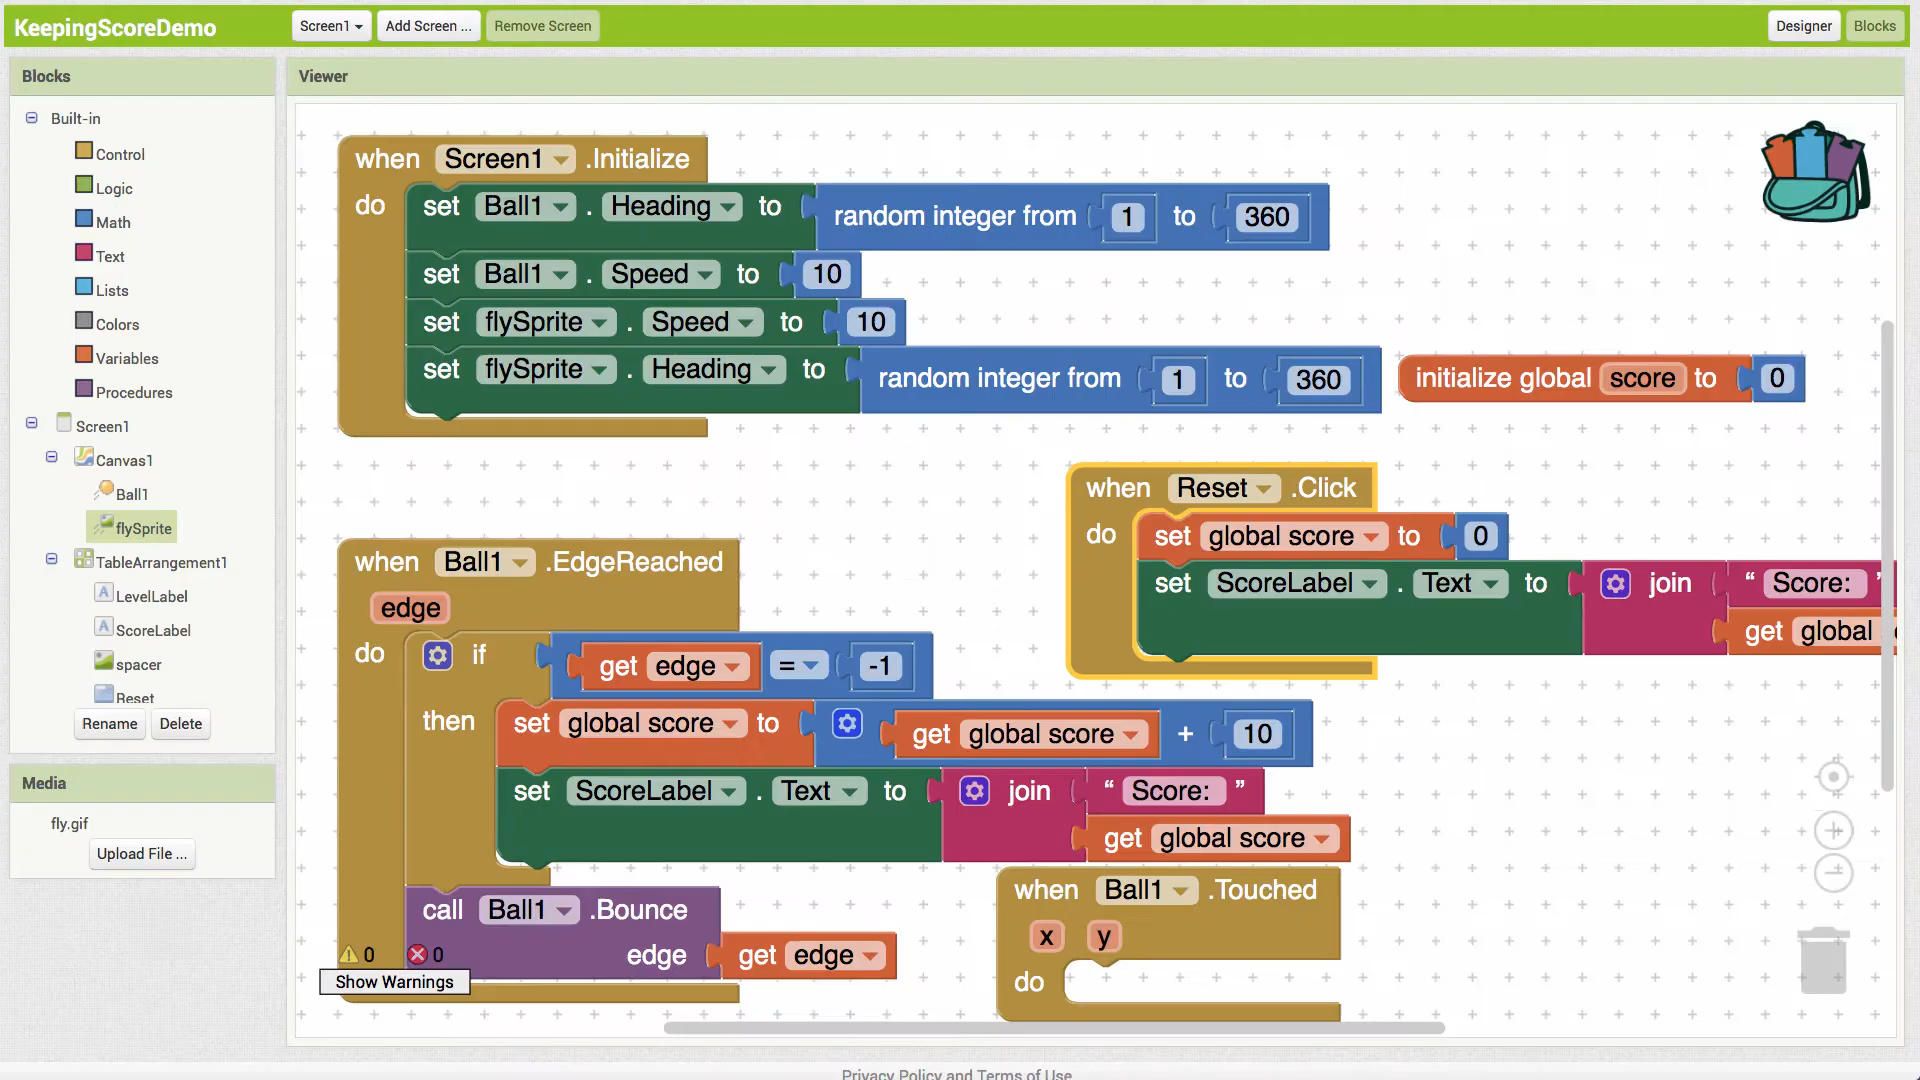 KeepingScoreDemo
Screen1
Add Screen ...
Remove Screen
Designer
Blocks
Blocks
Built-in
Control
Logic
Math
Text
Lists
Colors
Variables
Procedures
Screen1
Canvas1
Ball1
flySprite
TableArrangement1
LevelLabel
ScoreLabel
spacer
Reset
Rename
Delete
Media
fly.gif
Upload File ...
Viewer
when Screen1 .Initialize
do set Ball1 . Heading to random integer from 1 to 360
set Ball1 . Speed to 10
set flySprite . Speed to 10
set flySprite . Heading to random integer from 1 to 360
initialize global score to 0
when Reset .Click
do set global score to 0
set ScoreLabel . Text to join “ Score: ”
get global
when Ball1 .EdgeReached
edge
do if get edge = -1
then set global score to get global score + 10
set ScoreLabel . Text to join “ Score: ”
get global score
call Ball1 .Bounce
edge get edge
0 0
Show Warnings
when Ball1 .Touched
x y
do
Privacy Policy and Terms of Use